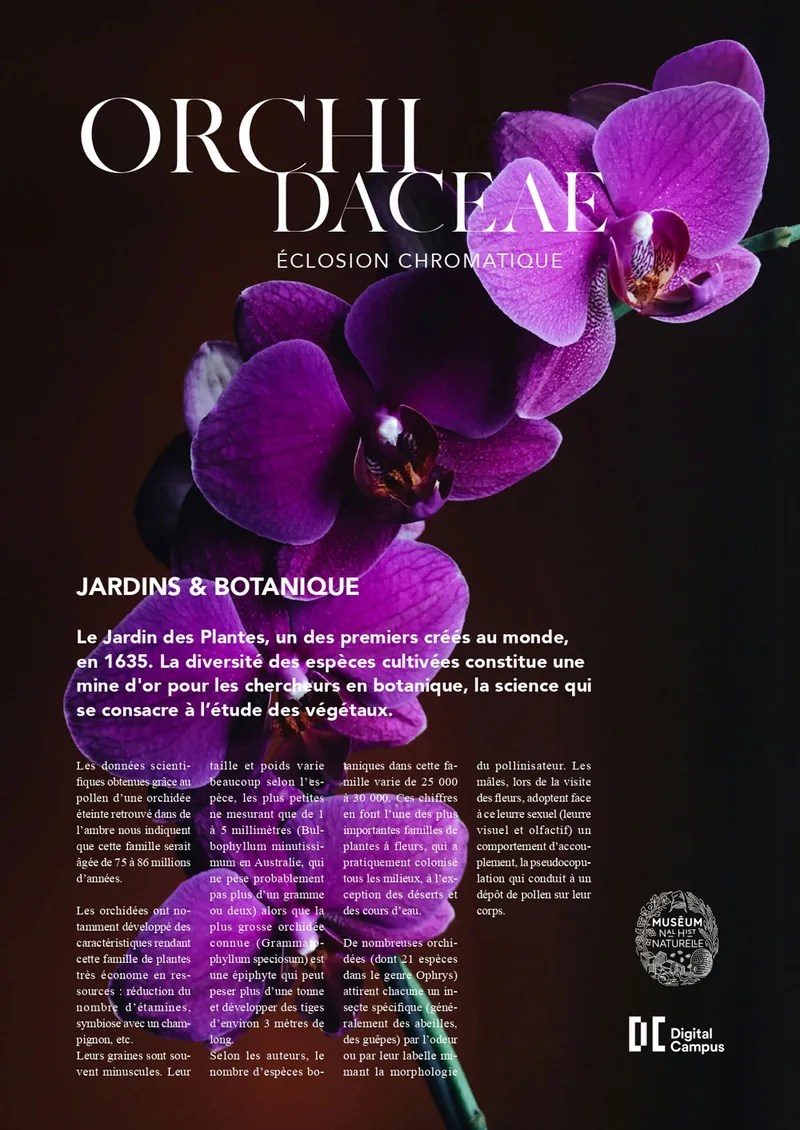 ORCHI
DACEAE
ÉCLOSION CHROMATIQUE
JARDINS & BOTANIQUE
Le Jardin des Plantes, un des premiers créés au monde,
en 1635. La diversité des espèces cultivées constitue une
mine d'or pour les chercheurs en botanique, la science qui
se consacre à l’étude des végétaux.
Les données scienti-
fiques obtenues grâce au
pollen d’une orchidée
éteinte retrouvé dans de
l’ambre nous indiquent
que cette famille serait
âgée de 75 à 86 millions
d’années.
Les orchidées ont no-
tamment développé des
caractéristiques rendant
cette famille de plantes
très économe en res-
sources : réduction du
nombre d’étamines,
symbiose avec un cham-
pignon, etc.
Leurs graines sont sou-
vent minuscules. Leur
taille et poids varie
beaucoup selon l’es-
pèce, les plus petites
ne mesurant que de 1
à 5 millimètres (Bul-
bophyllum minutissi-
mum en Australie, qui
ne pèse probablement
pas plus d’un gramme
ou deux) alors que la
plus grosse orchidée
connue (Grammato-
phyllum speciosum) est
une épiphyte qui peut
peser plus d’une tonne
et développer des tiges
d’environ 3 mètres de
long.
Selon les auteurs, le
nombre d’espèces bo-
taniques dans cette fa-
mille varie de 25 000
à 30 000. Ces chiffres
en font l’une des plus
importantes familles de
plantes à fleurs, qui a
pratiquement colonisé
tous les milieux, à l’ex-
ception des déserts et
des cours d’eau.
De nombreuses orchi-
dées (dont 21 espèces
dans le genre Ophrys)
attirent chacune un in-
secte spécifique (géné-
ralement des abeilles,
des guêpes) par l’odeur
ou par leur labelle mi-
mant la morphologie
du pollinisateur. Les
mâles, lors de la visite
des fleurs, adoptent face
à ce leurre sexuel (leurre
visuel et olfactif) un
comportement d’accou-
plement, la pseudocopu-
lation qui conduit à un
dépôt de pollen sur leur
corps.
MUSÉUM
NAL HIST
NATURELLE
DC Digital
Campus